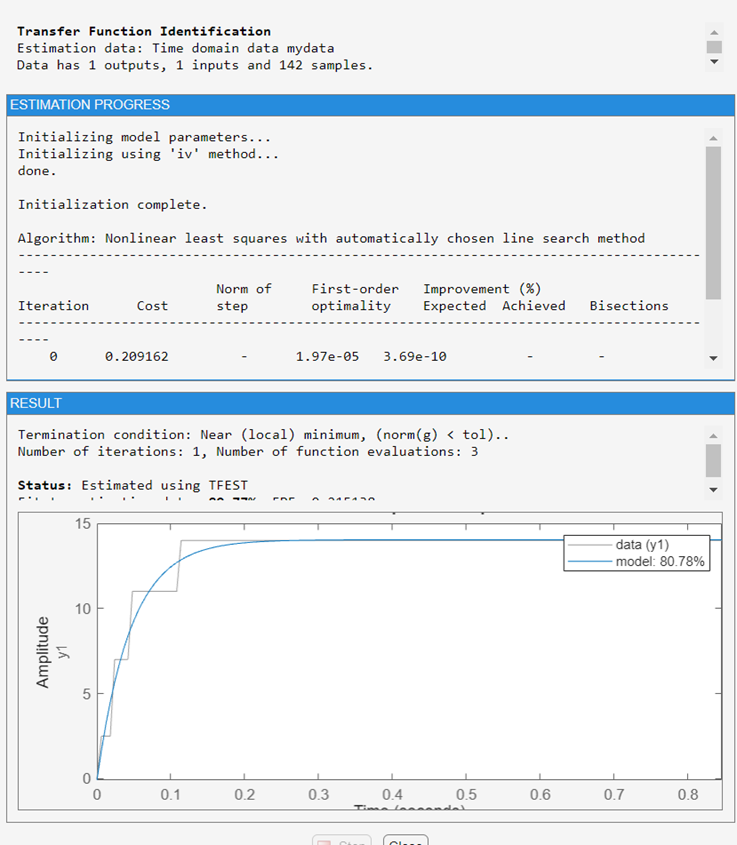 Transfer Function Identification
Estimation data: Time domain data mydata
Data has 1 outputs, 1 inputs and 142 samples.
ESTIMATION PROGRESS
Initializing model parameters...
Initializing using 'iv' method...
done.
Initialization complete.
Algorithm: Nonlinear least squares with automatically chosen line search method
------------------------------------------------------------------------------------------
Norm of First-order Improvement (%)
Iteration Cost step optimality Expected Achieved Bisections
------------------------------------------------------------------------------------------
0 0.209162 - 1.97e-05 3.69e-10 - -
RESULT
Termination condition: Near (local) minimum, (norm(g) < tol)..
Number of iterations: 1, Number of function evaluations: 3
Status: Estimated using TFEST
15
data (y1)
model: 80.78%
10
Amplitude
y1
5
0
0 0.1 0.2 0.3 0.4 0.5 0.6 0.7 0.8
Time (seconds)
Stop Close